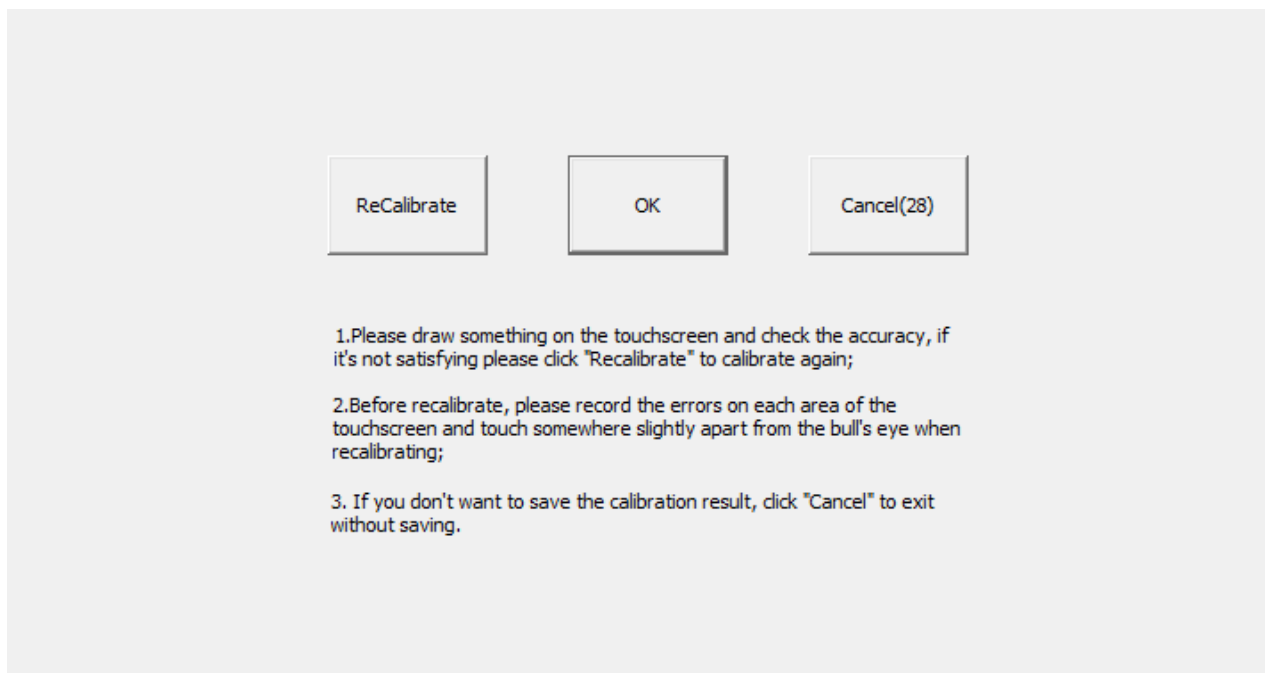 ReCalibrate
OK
Cancel(28)
1.Please draw something on the touchscreen and check the accuracy, if
it's not satisfying please click "Recalibrate" to calibrate again;
2.Before recalibrate, please record the errors on each area of the
touchscreen and touch somewhere slightly apart from the bull's eye when
recalibrating;
3. If you don't want to save the calibration result, click "Cancel" to exit
without saving.